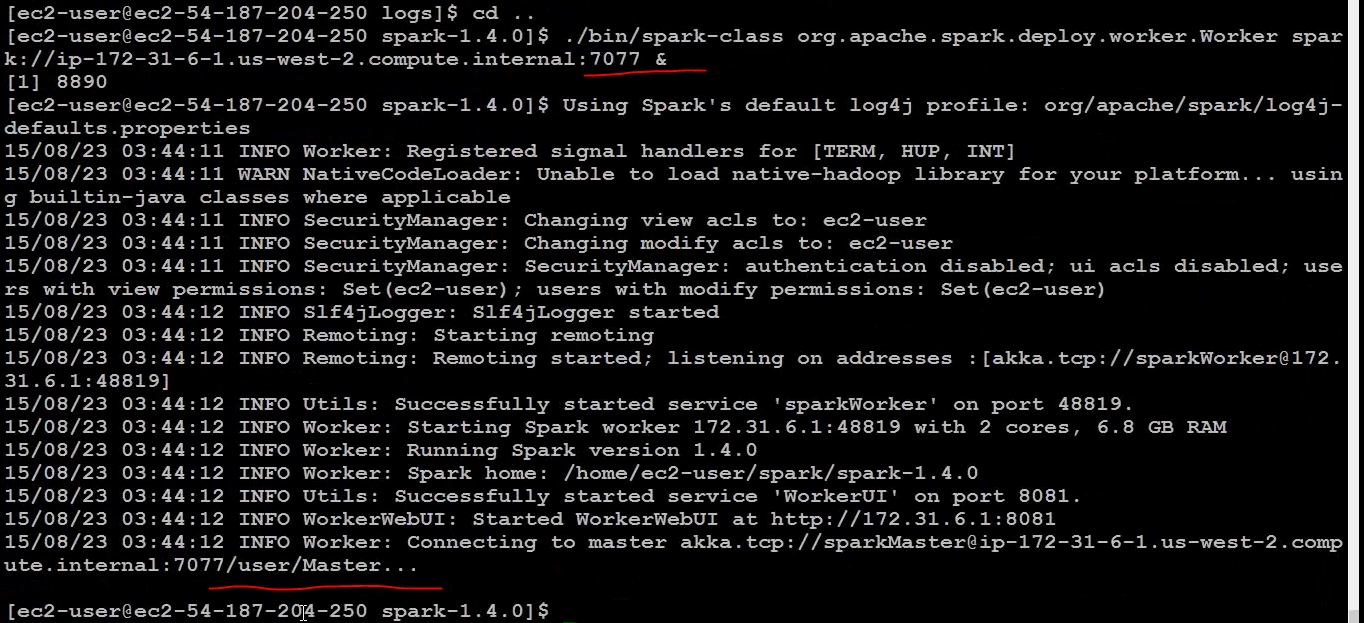 [ec2-user@ec2-54-187-204-250 logs]$ cd ..
[ec2-user@ec2-54-187-204-250 spark-1.4.0]$ ./bin/spark-class org.apache.spark.deploy.worker.Worker spar
k://ip-172-31-6-1.us-west-2.compute.internal:7077 &
[1] 8890
[ec2-user@ec2-54-187-204-250 spark-1.4.0]$ Using Spark's default log4j profile: org/apache/spark/log4j-
defaults.properties
15/08/23 03:44:11 INFO Worker: Registered signal handlers for [TERM, HUP, INT]
15/08/23 03:44:11 WARN NativeCodeLoader: Unable to load native-hadoop library for your platform... usin
g builtin-java classes where applicable
15/08/23 03:44:11 INFO SecurityManager: Changing view acls to: ec2-user
15/08/23 03:44:11 INFO SecurityManager: Changing modify acls to: ec2-user
15/08/23 03:44:11 INFO SecurityManager: SecurityManager: authentication disabled; ui acls disabled; use
rs with view permissions: Set(ec2-user); users with modify permissions: Set(ec2-user)
15/08/23 03:44:12 INFO Slf4jLogger: Slf4jLogger started
15/08/23 03:44:12 INFO Remoting: Starting remoting
15/08/23 03:44:12 INFO Remoting: Remoting started; listening on addresses :[akka.tcp://sparkWorker@172.
31.6.1:48819]
15/08/23 03:44:12 INFO Utils: Successfully started service 'sparkWorker' on port 48819.
15/08/23 03:44:12 INFO Worker: Starting Spark worker 172.31.6.1:48819 with 2 cores, 6.8 GB RAM
15/08/23 03:44:12 INFO Worker: Running Spark version 1.4.0
15/08/23 03:44:12 INFO Worker: Spark home: /home/ec2-user/spark/spark-1.4.0
15/08/23 03:44:12 INFO Utils: Successfully started service 'WorkerUI' on port 8081.
15/08/23 03:44:12 INFO WorkerWebUI: Started WorkerWebUI at http://172.31.6.1:8081
15/08/23 03:44:12 INFO Worker: Connecting to master akka.tcp://sparkMaster@ip-172-31-6-1.us-west-2.comp
ute.internal:7077/user/Master...
[ec2-user@ec2-54-187-204-250 spark-1.4.0]$